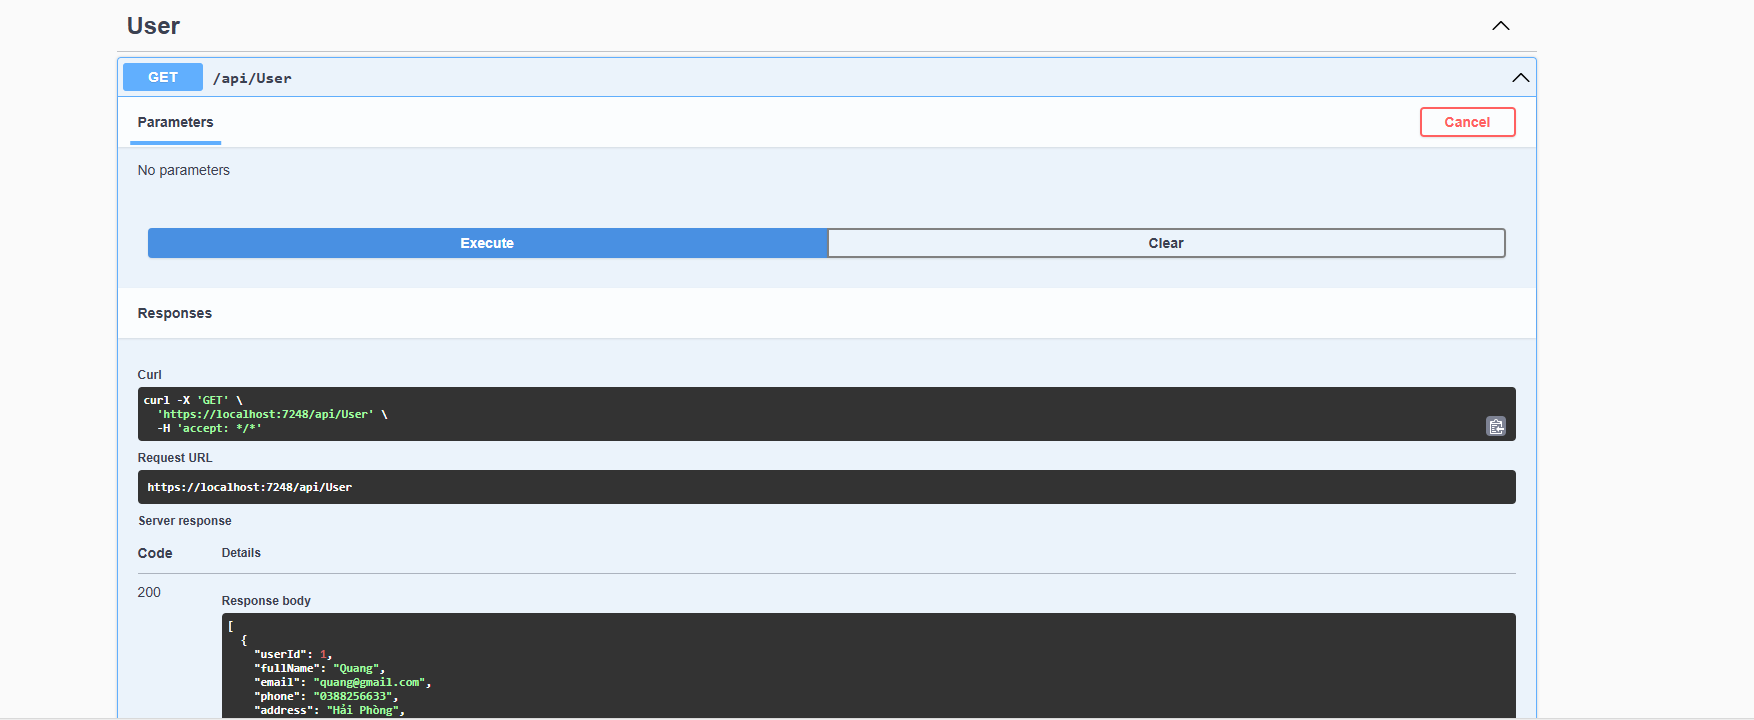 User
GET /api/User
Parameters Cancel
No parameters
Execute Clear
Responses
Curl
curl -X 'GET' \
  'https://localhost:7248/api/User' \
  -H 'accept: */*'
Request URL
https://localhost:7248/api/User
Server response
Code Details
200
Response body
[
  {
    "userId": 1,
    "fullName": "Quang",
    "email": "quang@gmail.com",
    "phone": "0388256633",
    "address": "Hải Phòng",